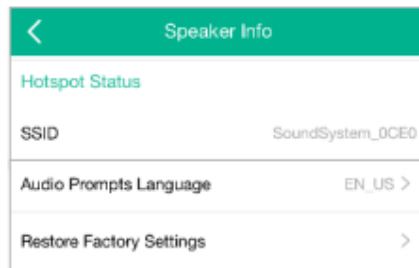 Speaker Info
Hotspot Status
SSID SoundSystem_0CE0
Audio Prompts Language EN_US
Restore Factory Settings